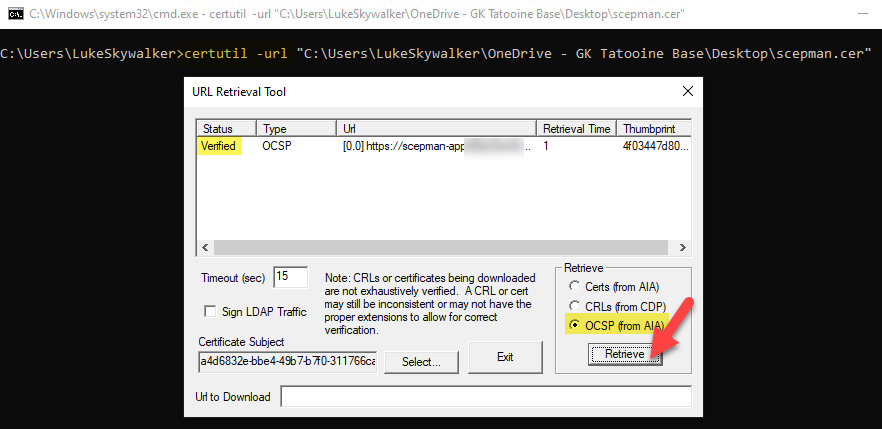 C:\Windows\system32\cmd.exe - certutil -url "C:\Users\LukeSkywalker\OneDrive - GK Tatooine Base\Desktop\scepman.cer"
C:\Users\LukeSkywalker>certutil -url "C:\Users\LukeSkywalker\OneDrive - GK Tatooine Base\Desktop\scepman.cer"
URL Retrieval Tool
Status Type Url Retrieval Time Thumbprint
Verified OCSP [0.0] https://scepman-app ... 1 4f03447d80...
Retrieve
Timeout (sec) 15
Note: CRLs or certificates being downloaded
are not exhaustively verified. A CRL or cert
may still be inconsistent or may not have the
proper extensions to allow for correct
verification.
Certs (from AIA)
Sign LDAP Traffic
CRLs (from CDP)
OCSP (from AIA)
Certificate Subject
a4d6832e-bbe4-49b7-b7f0-311766ca
Select...
Exit
Retrieve
Url to Download